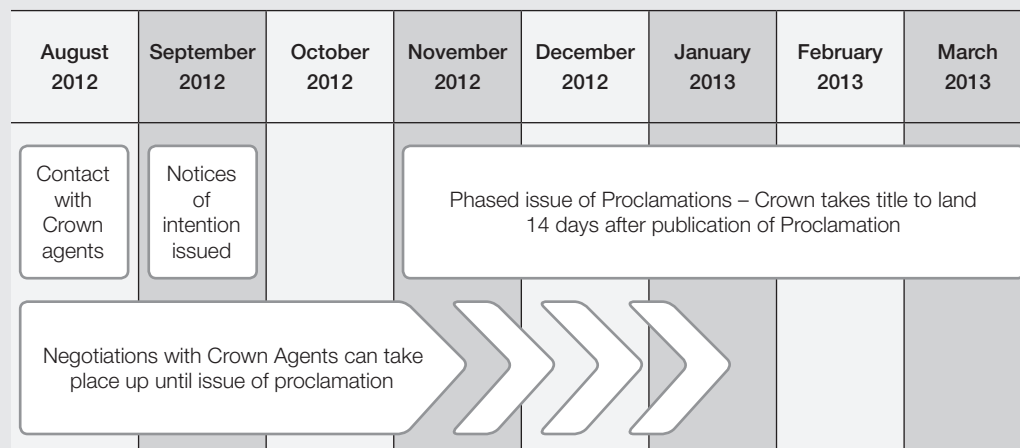 August
2012
September
2012
October
2012
November
2012
December
2012
January
2013
February
2013
March
2013
Contact
with
Crown
agents
Notices
of
intention
issued
Phased issue of Proclamations – Crown takes title to land
14 days after publication of Proclamation
Negotiations with Crown Agents can take
place up until issue of proclamation